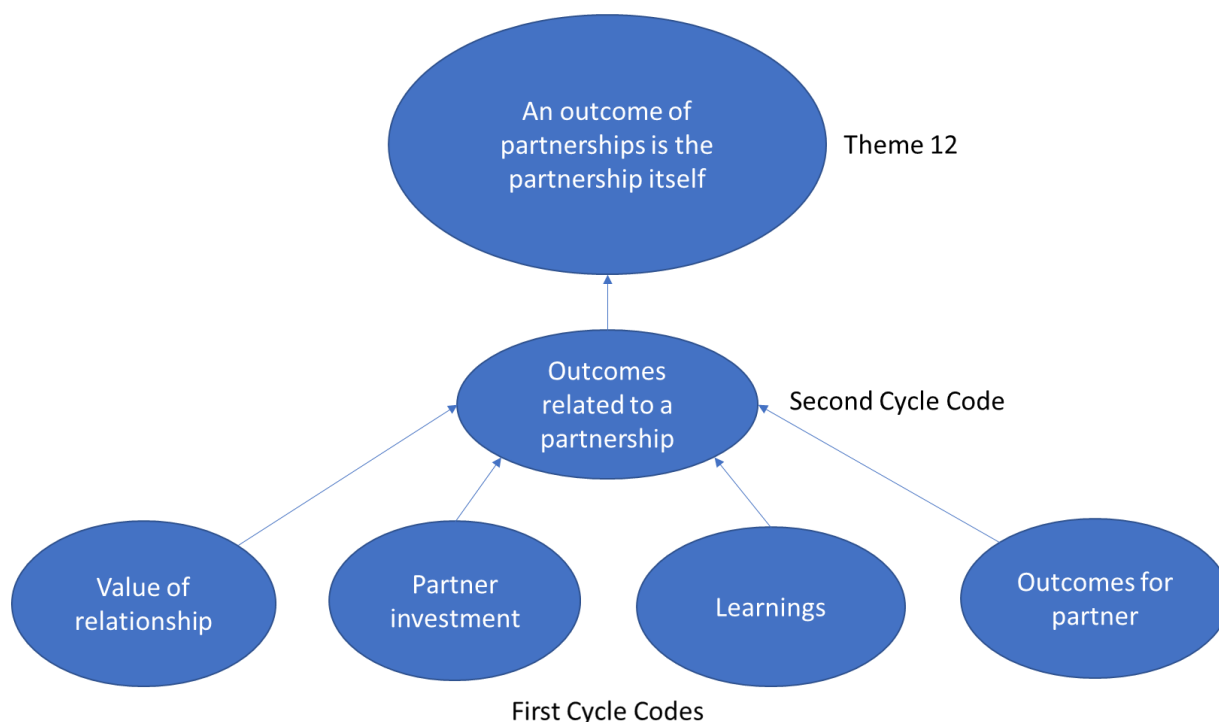 An outcome of
partnerships is the
partnership itself
Theme 12
Outcomes
related to a
partnership
Second Cycle Code
Value of
relationship
Partner
investment
Learnings
Outcomes for
partner
First Cycle Codes